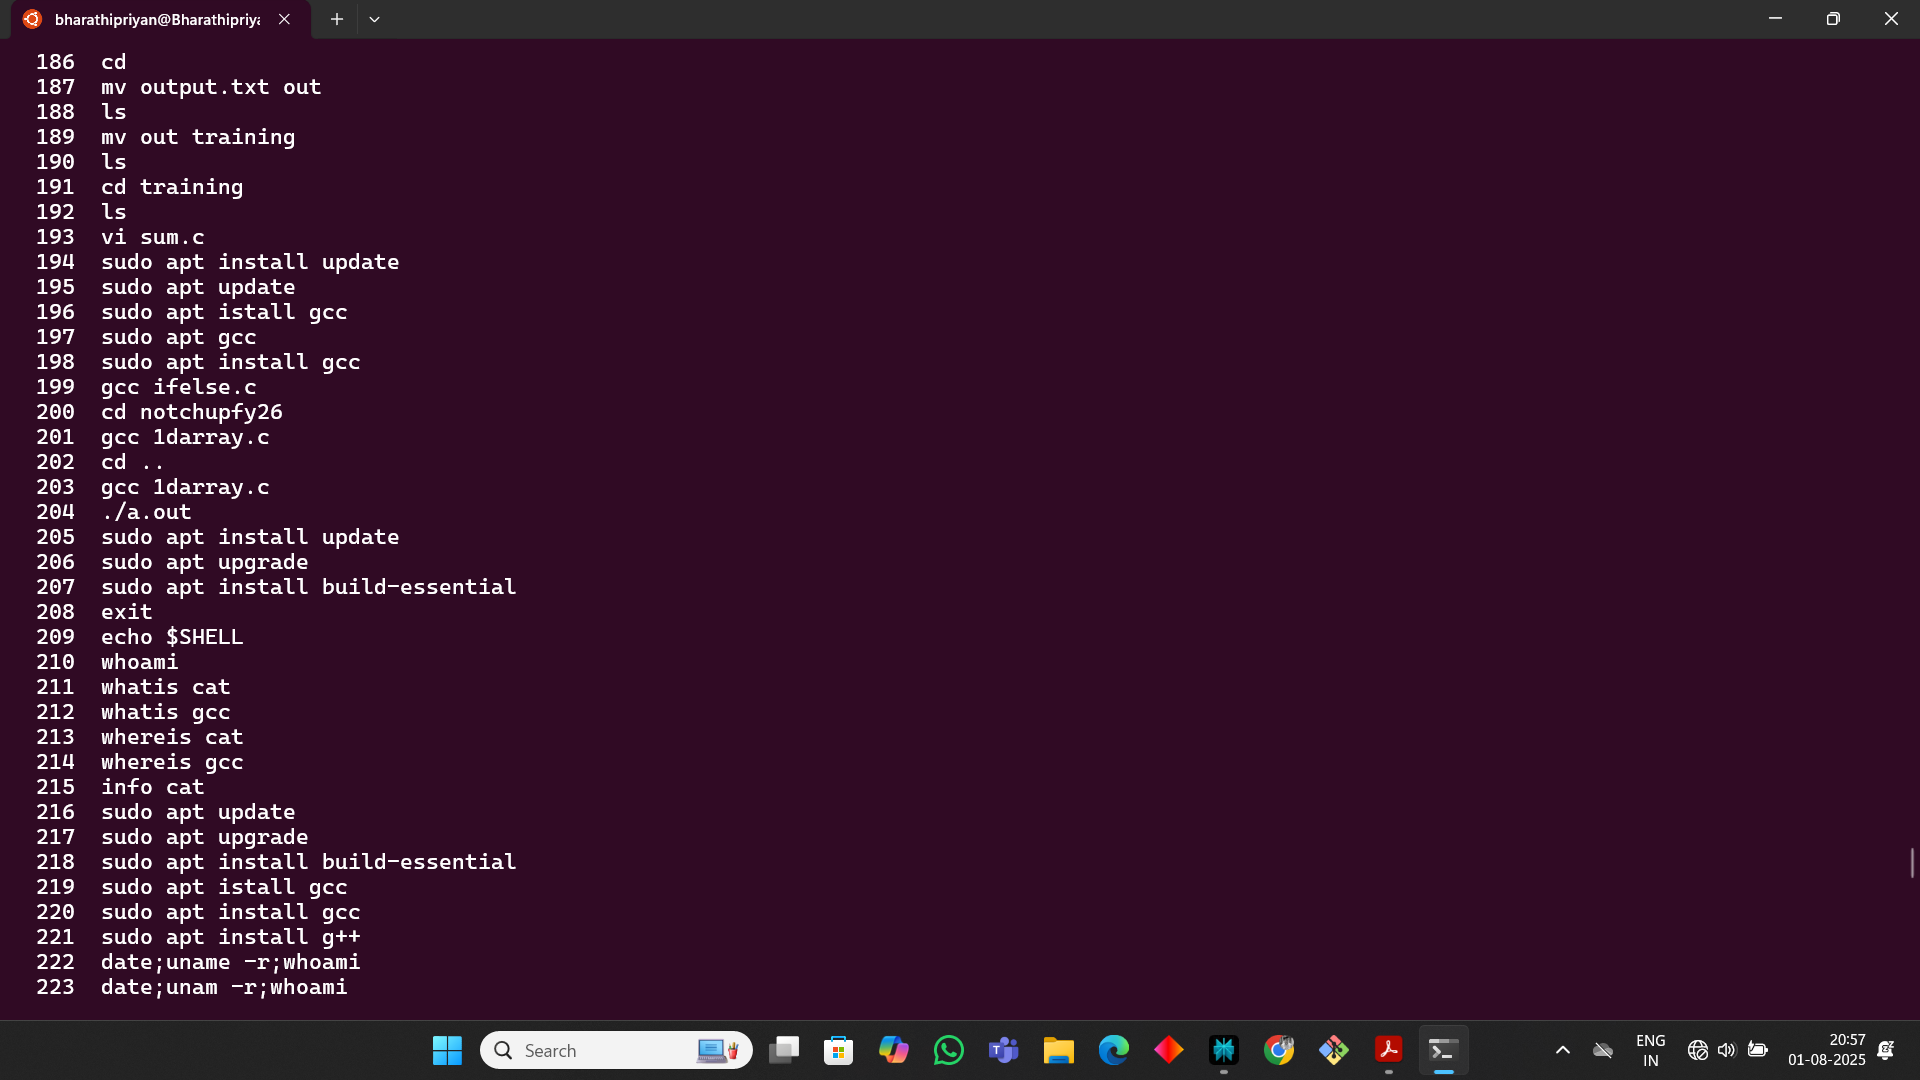 bharathipriyan@Bharathipriya
186 cd
187 mv output.txt out
188 ls
189 mv out training
190 ls
191 cd training
192 ls
193 vi sum.c
194 sudo apt install update
195 sudo apt update
196 sudo apt istall gcc
197 sudo apt gcc
198 sudo apt install gcc
199 gcc ifelse.c
200 cd notchupfy26
201 gcc 1darray.c
202 cd ..
203 gcc 1darray.c
204 ./a.out
205 sudo apt install update
206 sudo apt upgrade
207 sudo apt install build-essential
208 exit
209 echo $SHELL
210 whoami
211 whatis cat
212 whatis gcc
213 whereis cat
214 whereis gcc
215 info cat
216 sudo apt update
217 sudo apt upgrade
218 sudo apt install build-essential
219 sudo apt istall gcc
220 sudo apt install gcc
221 sudo apt install g++
222 date;uname -r;whoami
223 date;unam -r;whoami
Search
ENG
IN
20:57
01-08-2025